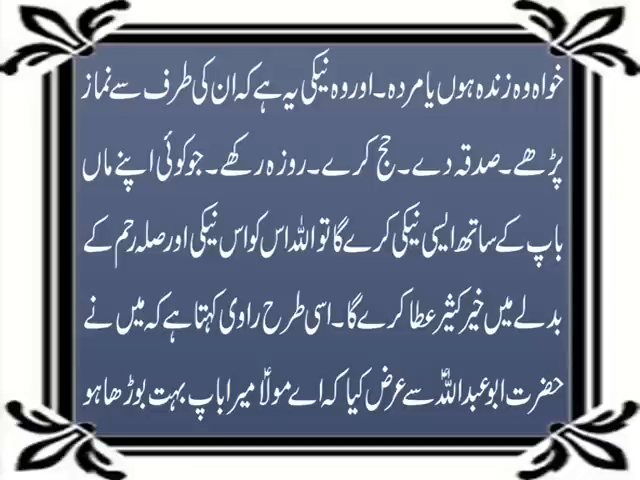 خواہ وہ زندہ ہوں یا مردہ۔ اور وہ نیکی یہ ہے کہ ان کی طرف سے نماز
پڑھے۔ صدقہ دے۔ حج کرے۔ روزہ رکھے۔ جو کوئی اپنے ماں
باپ کے ساتھ ایسی نیکی کرے گا تو اللہ اس کو اس نیکی اور صلہ رحم کے
بدلے میں خیر کثیر عطا کرے گا۔ اسی طرح راوی کہتا ہے کہ میں نے
حضرت ابو عبداللہؑ سے عرض کیا کہ اے مولاؑ میرا باپ بہت بوڑھا ہو